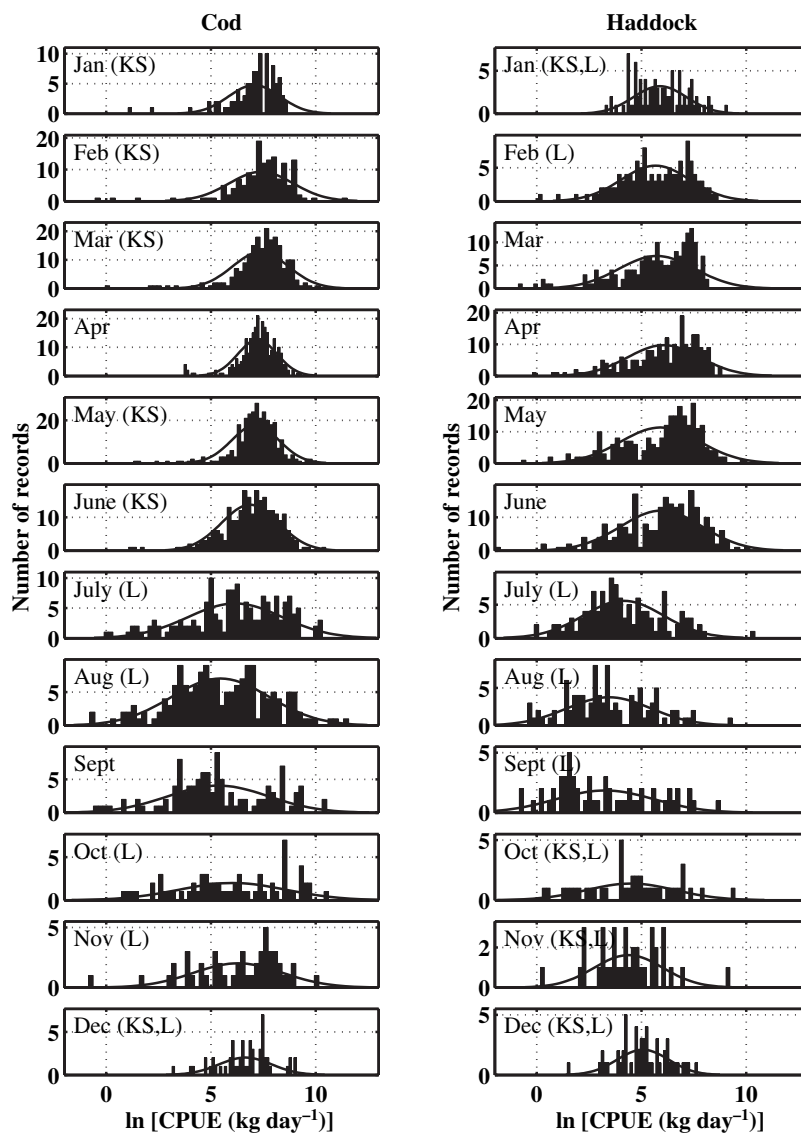 Cod
Jan (KS)
10
5
0
Feb (KS)
20
10
0
Mar (KS)
20
10
0
Apr
20
10
0
May (KS)
20
0
June (KS)
10
0
July (L)
10
5
0
Aug (L)
5
0
Sept
5
0
Oct (L)
5
0
Nov (L)
5
0
Dec (KS,L)
5
0
0 5 10
ln [CPUE (kg day⁻¹)]
Number of records
Haddock
Jan (KS,L)
5
0
Feb (L)
5
0
Mar
10
5
0
Apr
20
10
0
May
20
10
0
June
10
0
July (L)
5
0
Aug (L)
5
0
Sept (L)
5
0
Oct (KS,L)
5
0
Nov (KS,L)
2
0
Dec (KS,L)
5
0
0 5 10
ln [CPUE (kg day⁻¹)]
Number of records